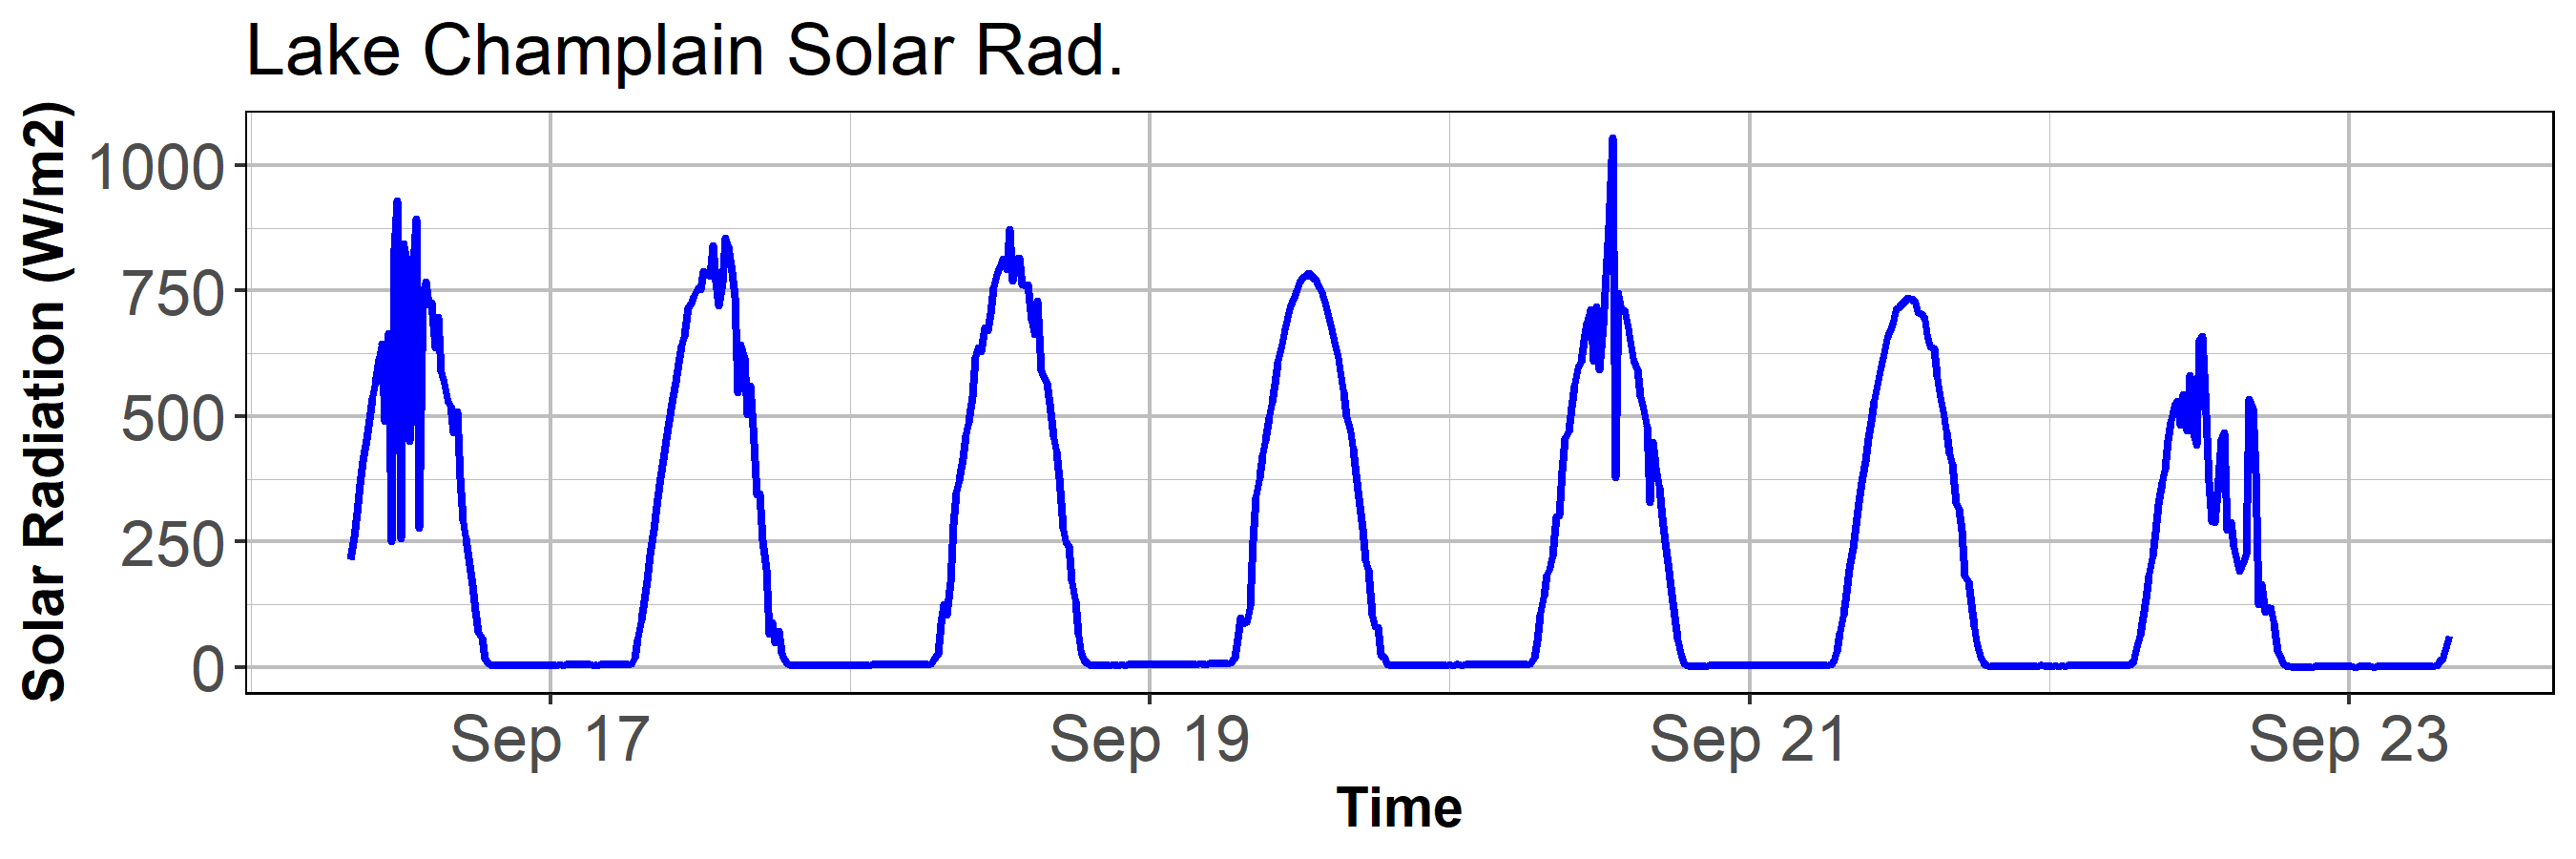 Lake Champlain Solar Rad.
Solar Radiation (W/m2)
1000
750
500
250
0
Sep 17
Sep 19
Sep 21
Sep 23
Time